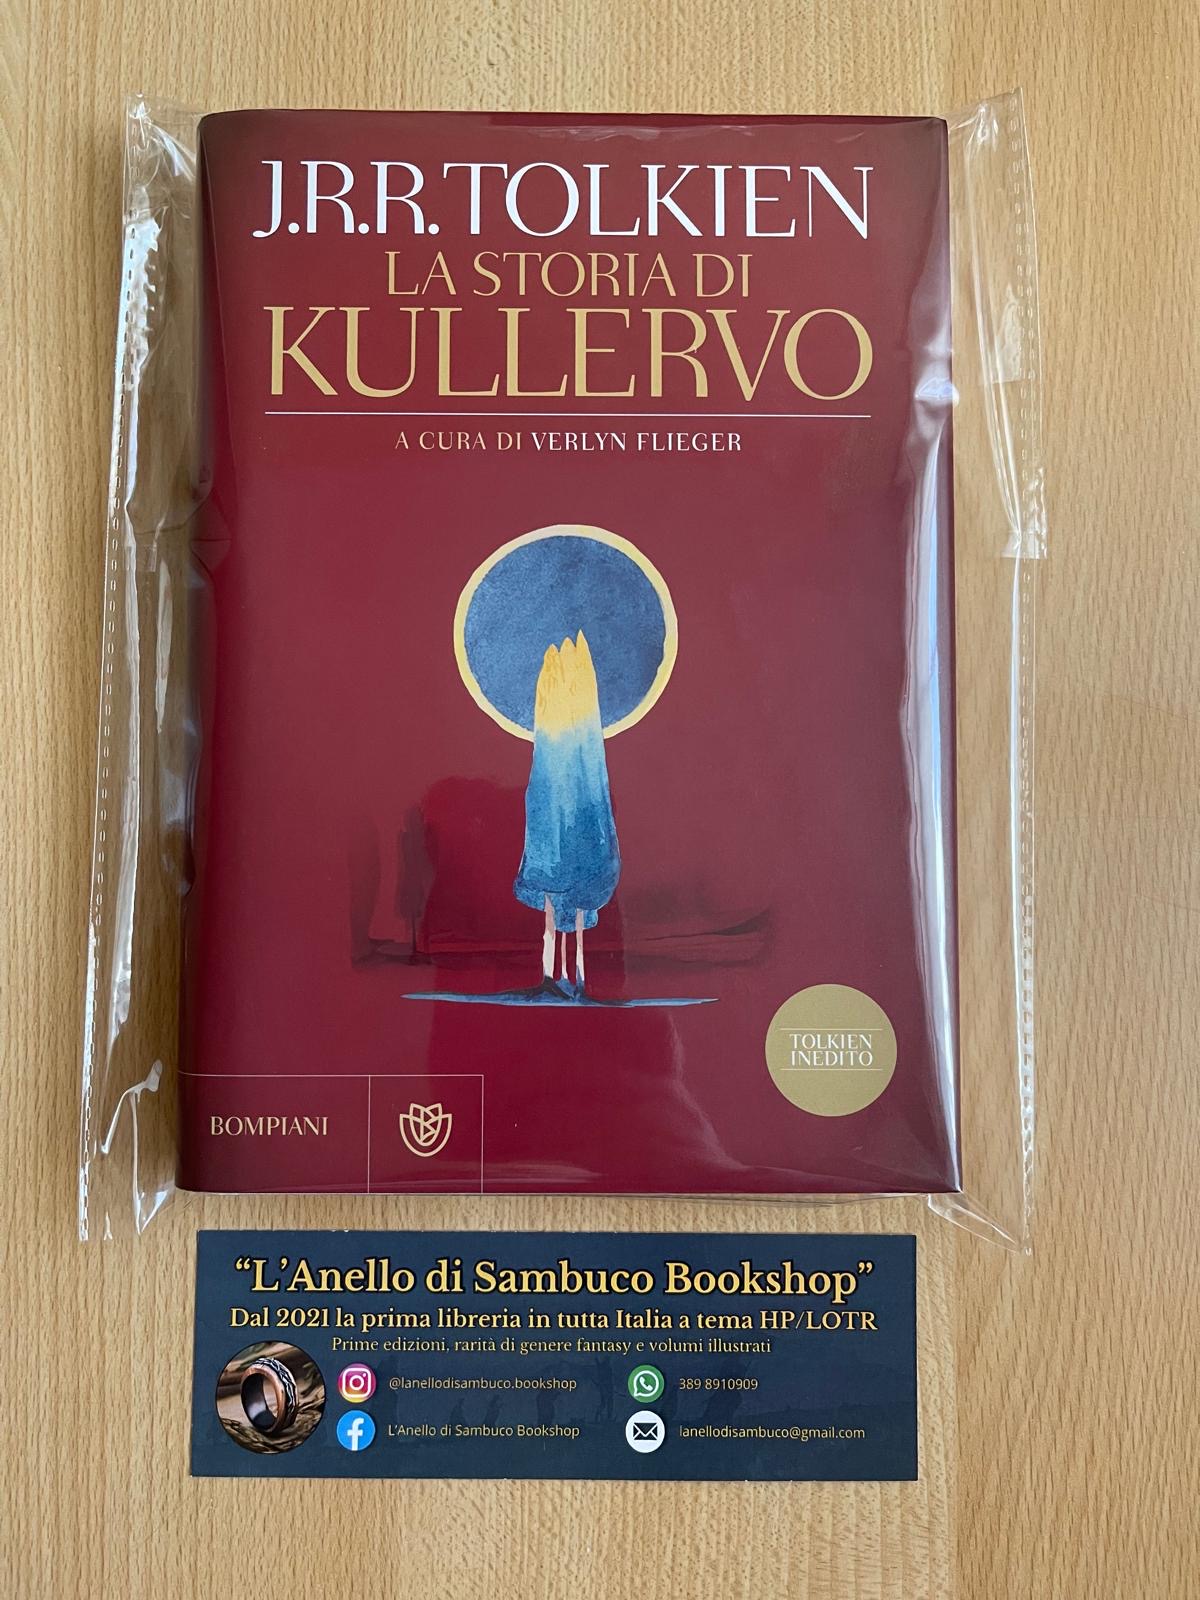 J.R.R. TOLKIEN
LA STORIA DI
KULLERVO
A CURA DI VERLYN FLIEGER
TOLKIEN
INEDITO
BOMPIANI
“L’Anello di Sambuco Bookshop”
Dal 2021 la prima libreria in tutta Italia a tema HP/LOTR
Prime edizioni, rarità di genere fantasy e volumi illustrati
@lanellodisambuco.bookshop
389 8910909
L’Anello di Sambuco Bookshop
lanellodisambuco@gmail.com